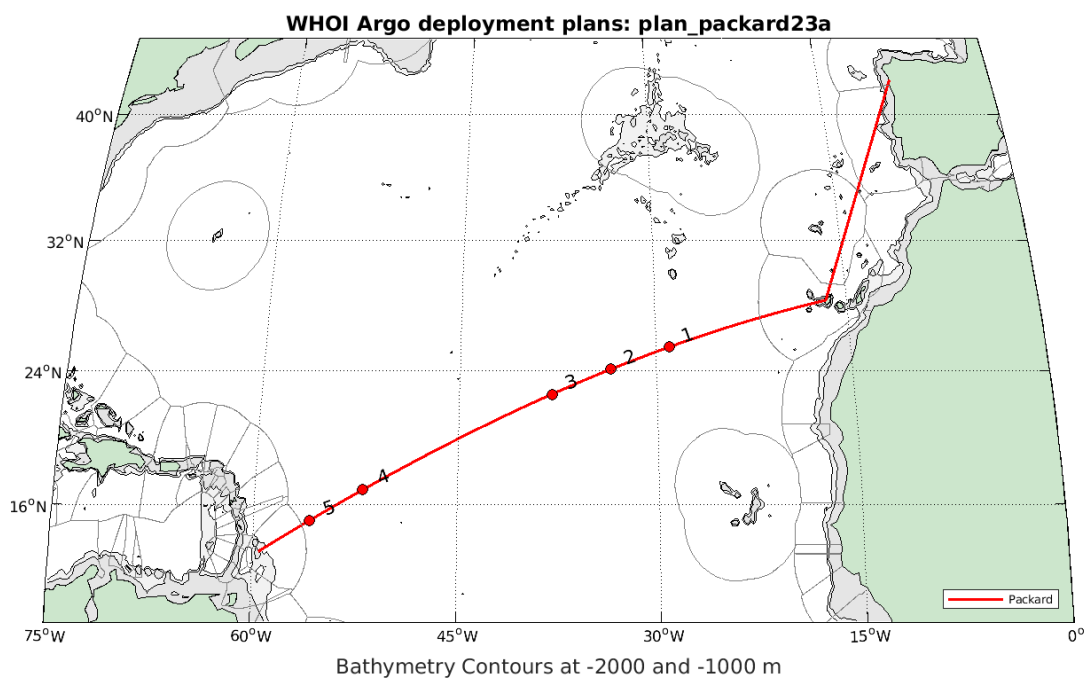 WHOI Argo deployment plans: plan_packard23a
40°N
32°N
1
2
24°N
3
4
16°N
5
Packard
75°W
60°W
45°W
30°W
15°W
0°
Bathymetry Contours at -2000 and -1000 m